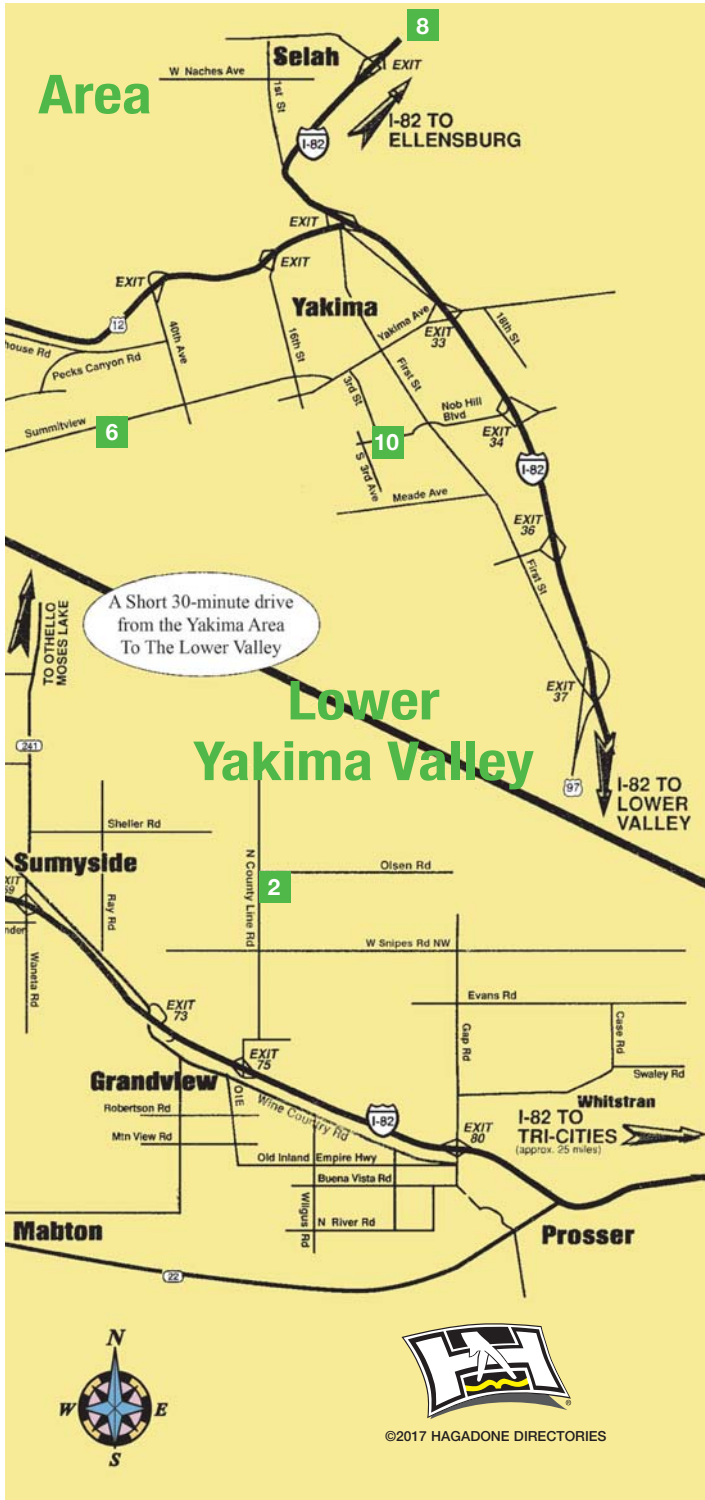 8
Selah
W Naches Ave
EXIT
Area
1st St
I-82 TO
ELLENSBURG
I-82
EXIT
EXIT
EXIT
Yakima
12
40th Ave
16th St
Yakima Ave
EXIT
33
18th St
house Rd
Pecks Canyon Rd
First St
3rd St
Summitview
6
10
Nob Hill
Blvd
EXIT
34
S 3rd Ave
I-82
Meade Ave
EXIT
36
First St
A Short 30-minute drive
from the Yakima Area
To The Lower Valley
TO OTHELLO
MOSES LAKE
EXIT
37
Lower
Yakima Valley
241
97
I-82 TO
LOWER
VALLEY
Sheller Rd
Sunnyside
Olsen Rd
N County Line Rd
2
Ray Rd
XIT
69
nder
Waneta Rd
W Snipes Rd NW
Evans Rd
EXIT
73
Gap Rd
Case Rd
EXIT
75
Grandview
Swaley Rd
OIE
Wine Country Rd
Whitstran
Robertson Rd
I-82
EXIT
80
I-82 TO
TRI-CITIES
(approx. 25 miles)
Mtn View Rd
Old Inland Empire Hwy
Buena Vista Rd
Wilgus Rd
N River Rd
Mabton
Prosser
22
N
W
E
S
H
®
©2017 HAGADONE DIRECTORIES